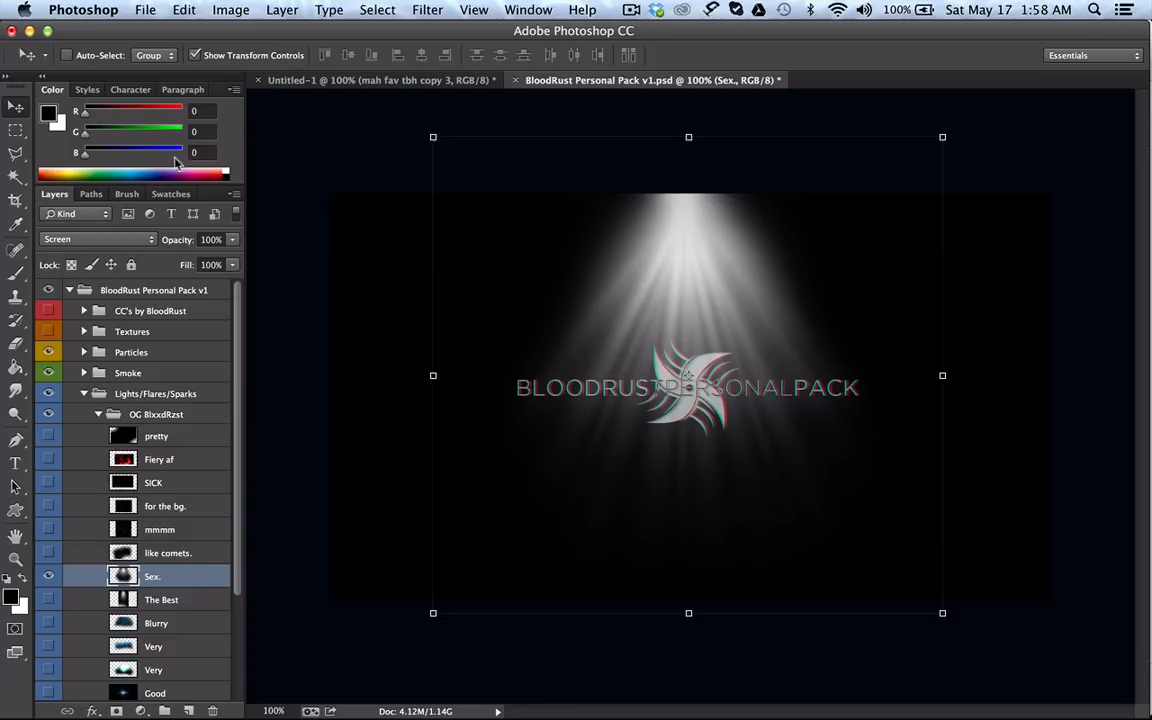 Photoshop File Edit Image Layer Type Select Filter View Window Help 100% Sat May 17 1:58 AM
Adobe Photoshop CC
Auto-Select: Group Show Transform Controls Essentials
Untitled-1 @ 100% (mah fav tbh copy 3, RGB/8) * BloodRust Personal Pack v1.psd @ 100% (Sex., RGB/8) *
Color Styles Character Paragraph
R 0
G 0
B 0
Layers Paths Brush Swatches
Kind
Screen Opacity: 100%
Lock: Fill: 100%
BloodRust Personal Pack v1
CC's by BloodRust
Textures
Particles
Smoke
Lights/Flares/Sparks
OG BlxxdRzst
pretty
Fiery af
SICK
for the bg.
mmmm
like comets.
Sex.
The Best
Blurry
Very
Very
Good
BLOODRUSTPERSONALPACK
100% Doc: 4.12M/1.14G